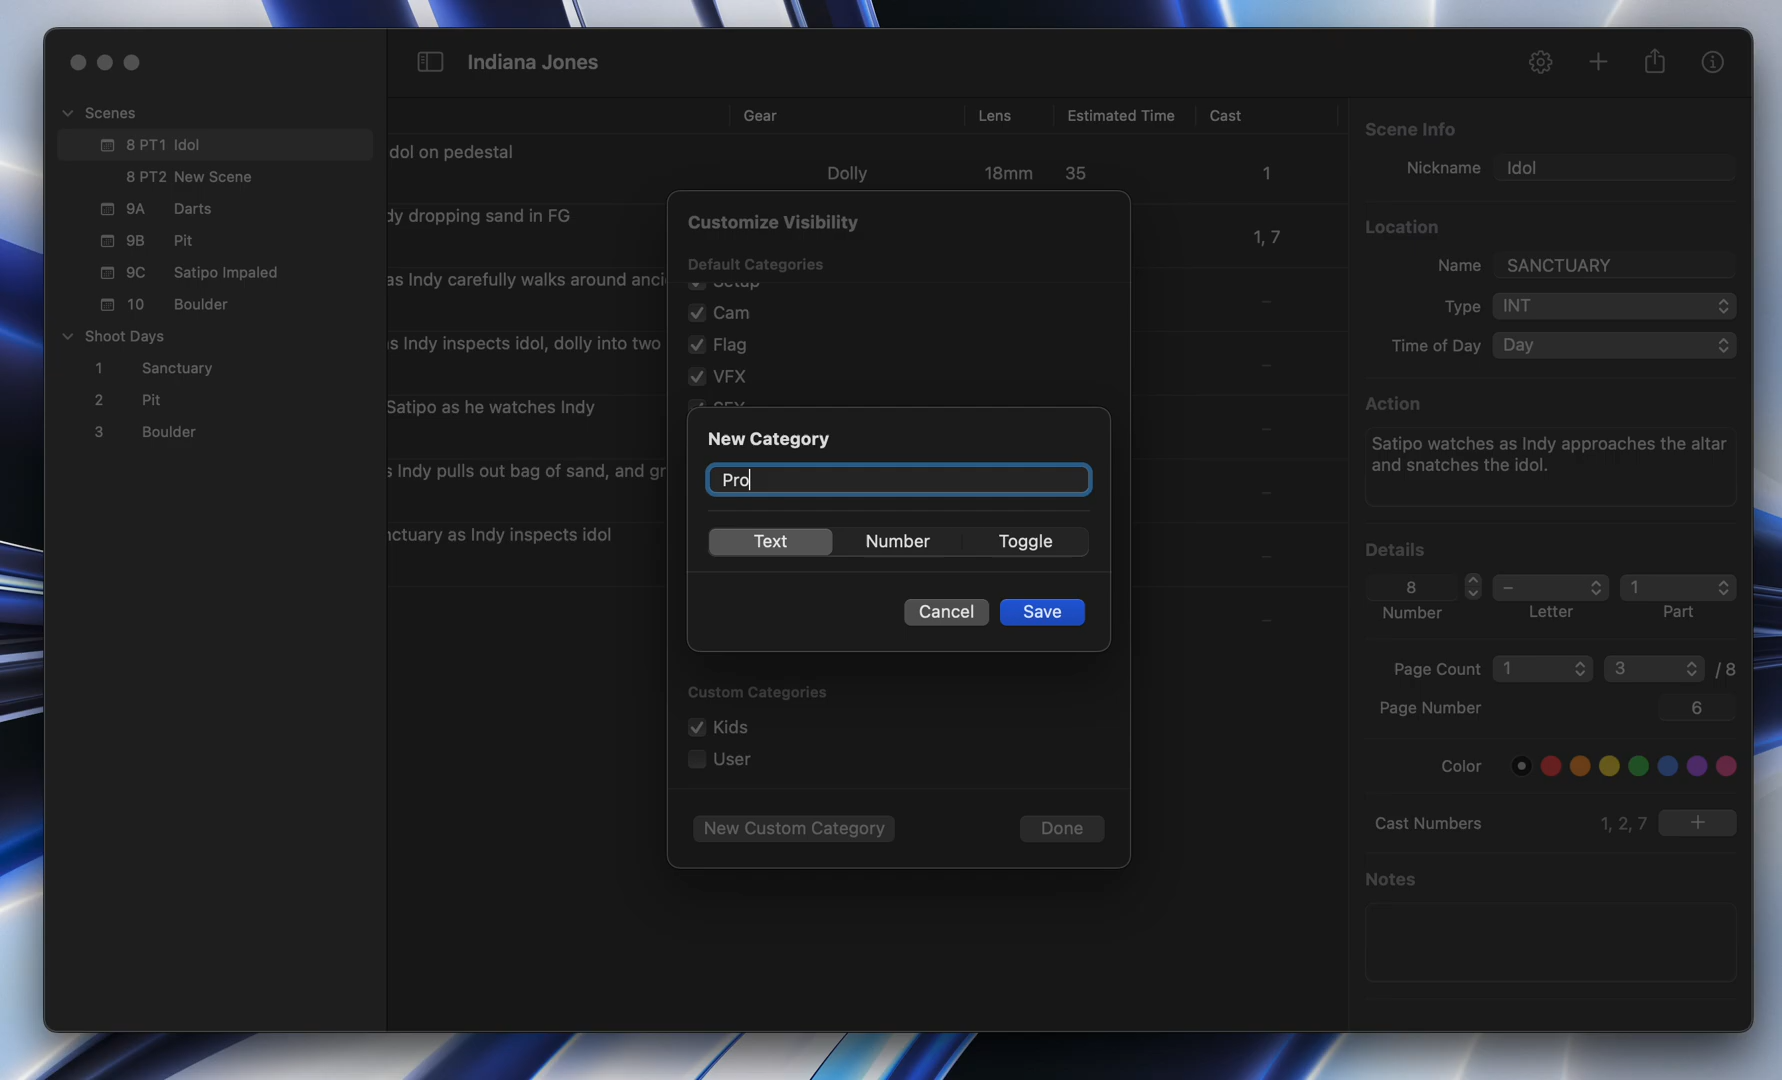 Indiana Jones
Scenes
8 PT1 Idol
8 PT2 New Scene
9A Darts
9B Pit
9C Satipo Impaled
10 Boulder
Shoot Days
1 Sanctuary
2 Pit
3 Boulder
Gear Lens Estimated Time Cast
dol on pedestal
Dolly 18mm 35 1
dy dropping sand in FG
1, 7
as Indy carefully walks around anci
–
s Indy inspects idol, dolly into two
–
Satipo as he watches Indy
–
s Indy pulls out bag of sand, and gr
–
nctuary as Indy inspects idol
–
–
Customize Visibility
Default Categories
Setup
Cam
Flag
VFX
SFX
New Category
Pro
Text Number Toggle
Cancel Save
Custom Categories
Kids
User
New Custom Category Done
Scene Info
Nickname Idol
Location
Name SANCTUARY
Type INT
Time of Day Day
Action
Satipo watches as Indy approaches the altar
and snatches the idol.
Details
8 – 1
Number Letter Part
Page Count 1 3 / 8
Page Number 6
Color
Cast Numbers 1, 2, 7 +
Notes